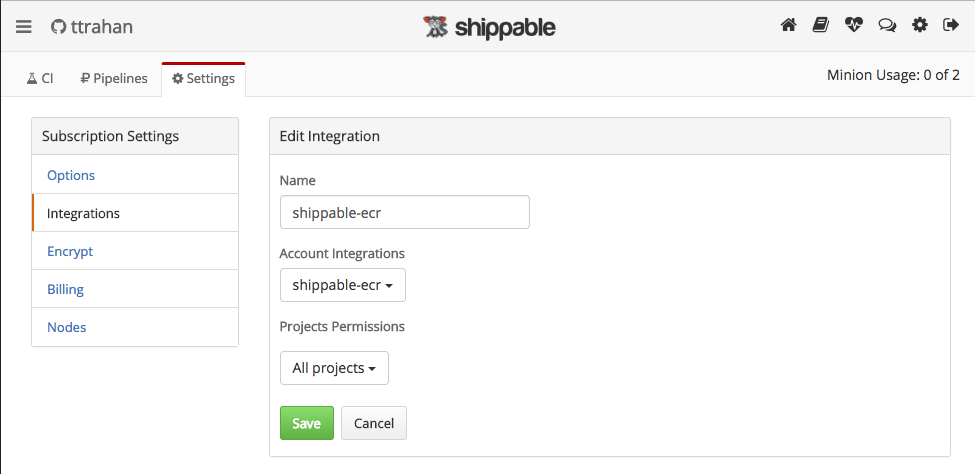 ttrahan
shippable
CI
Pipelines
Settings
Minion Usage: 0 of 2
Subscription Settings
Options
Integrations
Encrypt
Billing
Nodes
Edit Integration
Name
shippable-ecr
Account Integrations
shippable-ecr
Projects Permissions
All projects
Save
Cancel